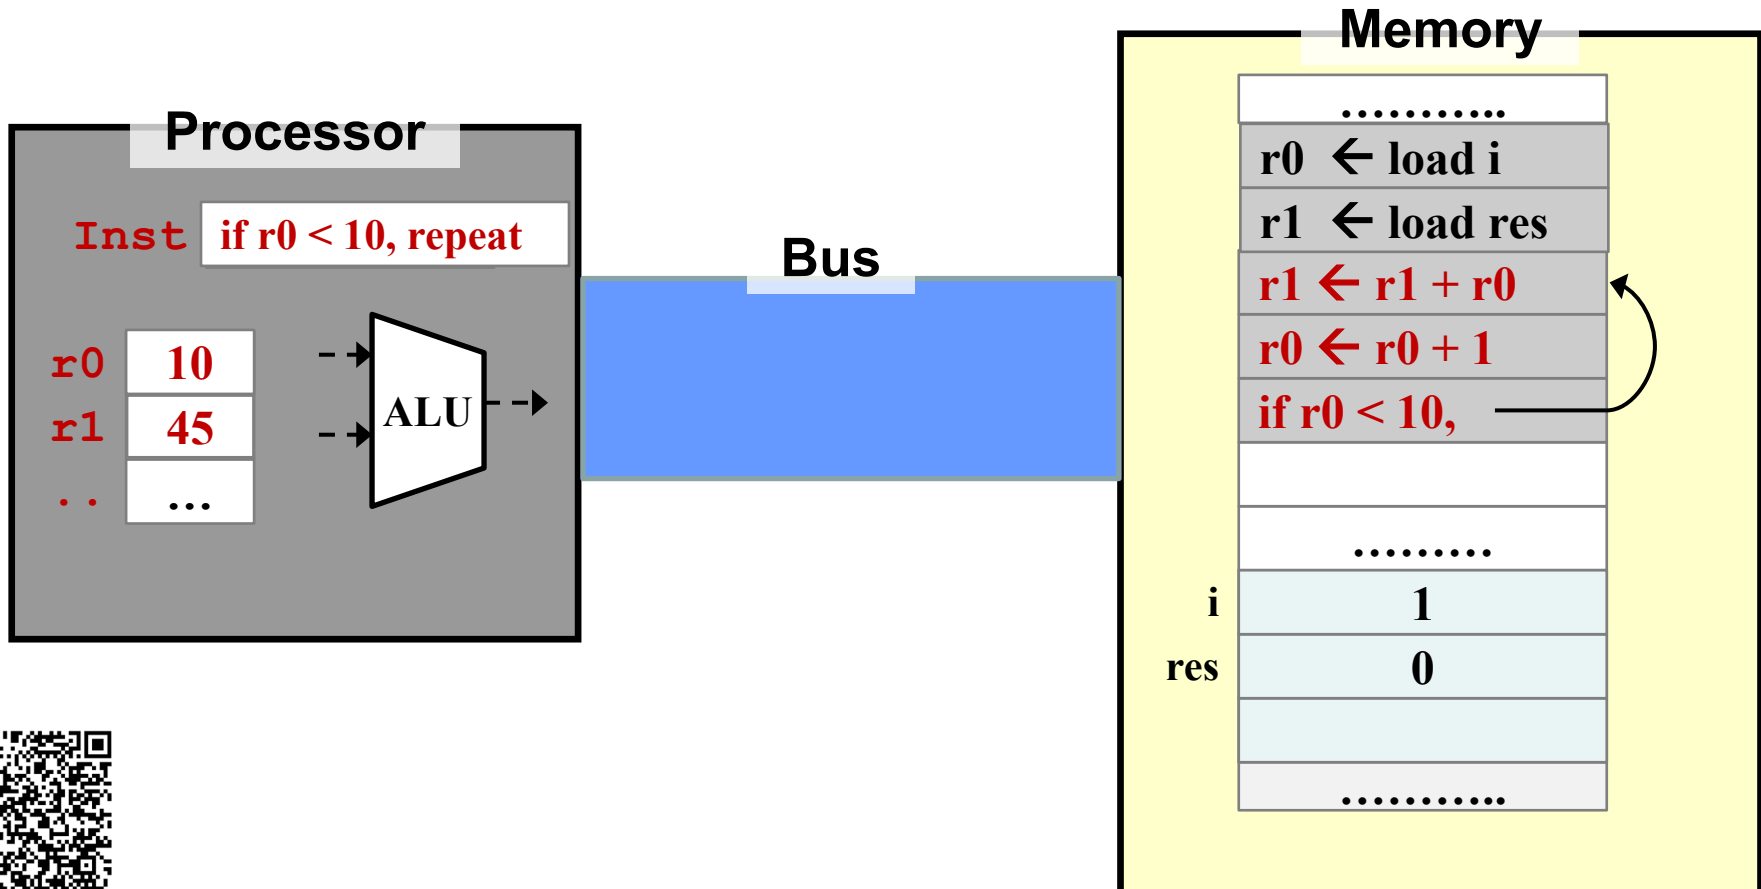 Processor
Inst if r0 < 10, repeat
r0 10
r1 45
.. ...
ALU
Bus
Memory
………...
r0 ← load i
r1 ← load res
r1 ← r1 + r0
r0 ← r0 + 1
if r0 < 10,
………
i 1
res 0
………...